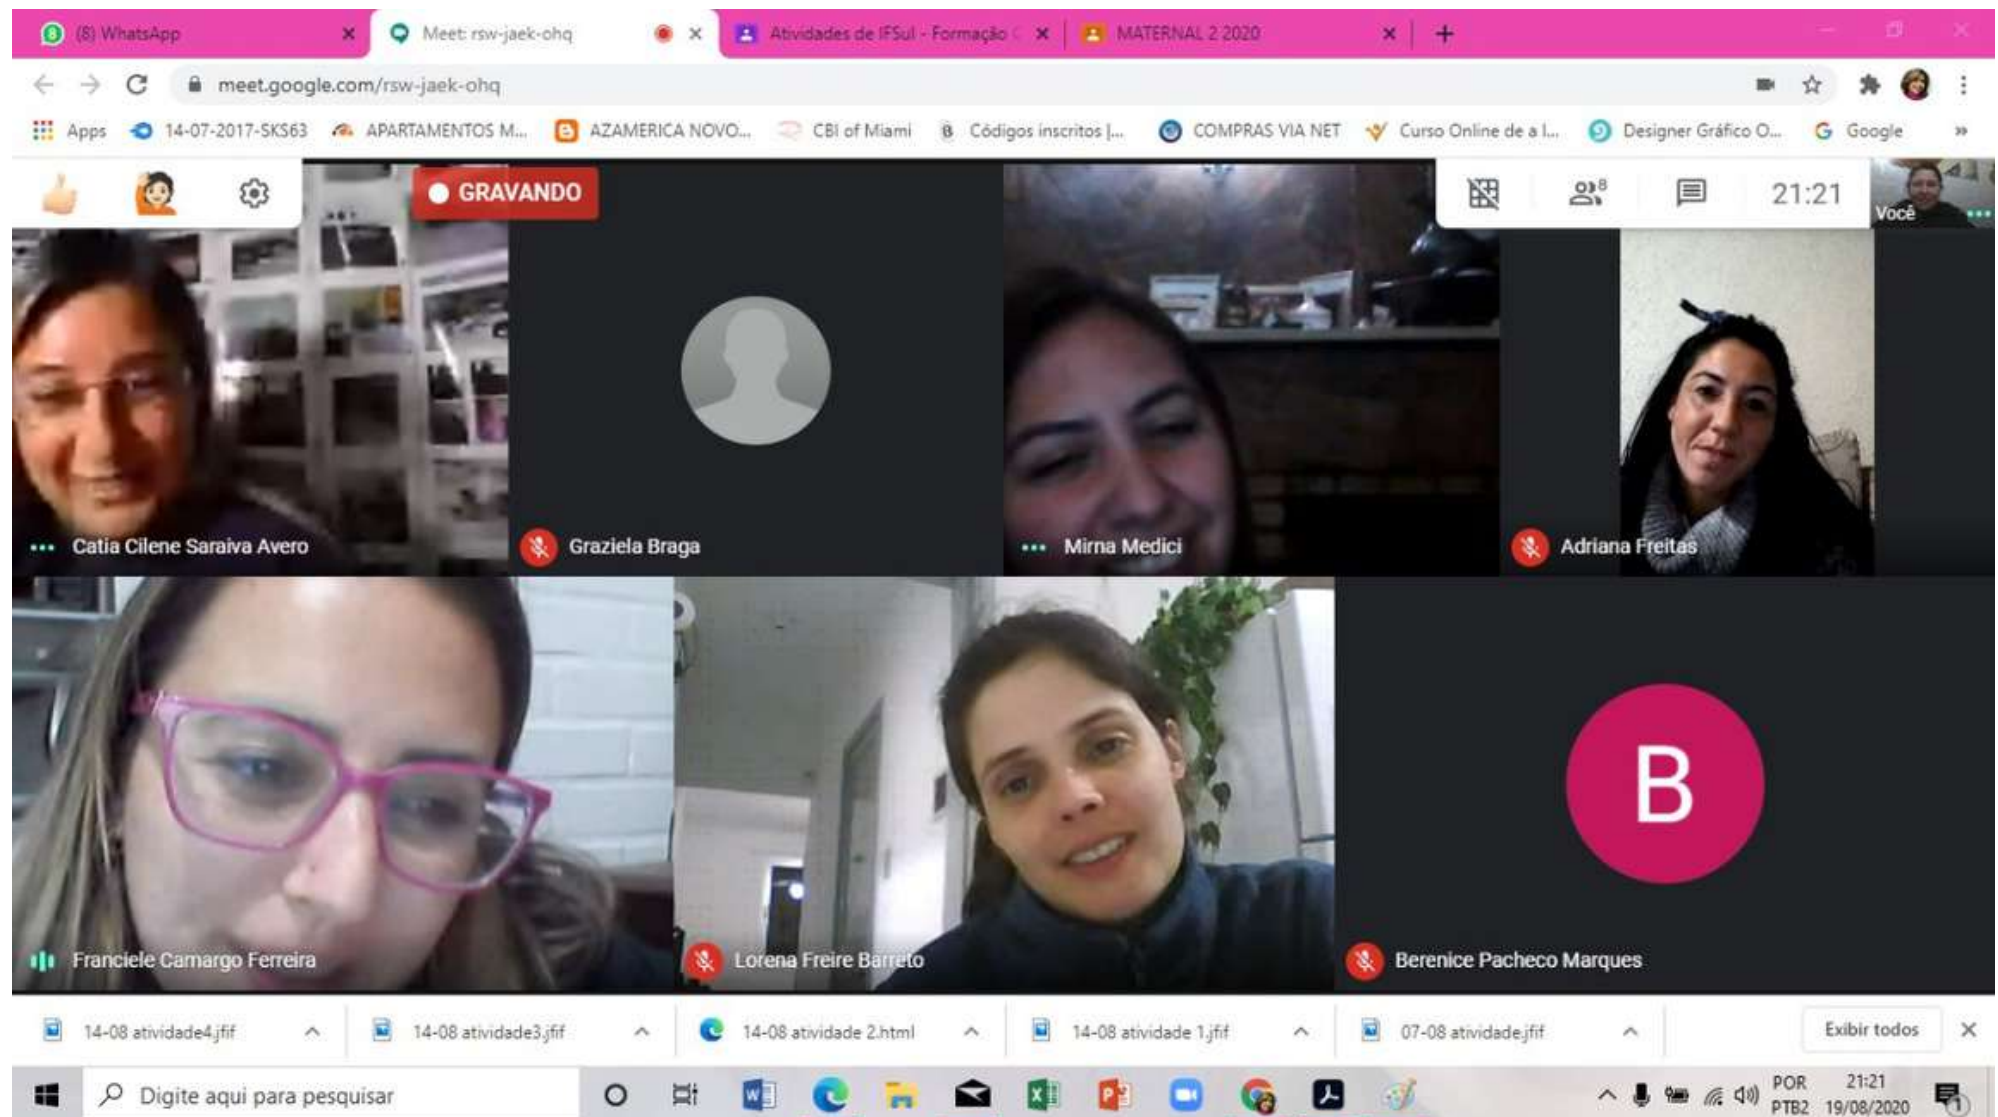 (8) WhatsApp
Meet: rsw-jaek-ohq
Atividades de IFSul - Formação C
MATERNAL 2 2020
meet.google.com/rsw-jaek-ohq
Apps
14-07-2017-SKS63
APARTAMENTOS M...
AZAMERICA NOVO...
CBI of Miami
Códigos inscritos |...
COMPRAS VIA NET
Curso Online de a l...
Designer Gráfico O...
Google
GRAVANDO
8
21:21
Você
Catia Cilene Saraiva Avero
Graziela Braga
Mirna Medici
Adriana Freitas
B
Franciele Camargo Ferreira
Lorena Freire Barreto
Berenice Pacheco Marques
14-08 atividade4.jfif
14-08 atividade3.jfif
14-08 atividade 2.html
14-08 atividade 1.jfif
07-08 atividade.jfif
Exibir todos
Digite aqui para pesquisar
POR
PTB2
21:21
19/08/2020